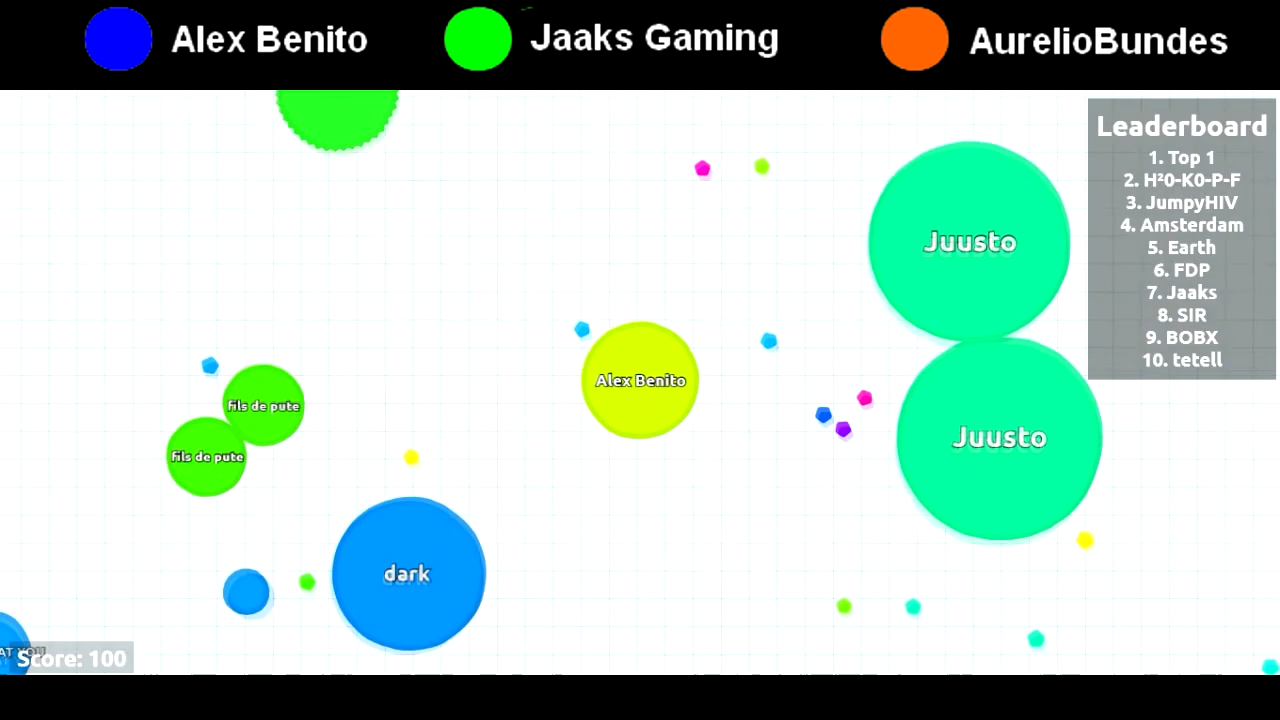 Alex Benito
Jaaks Gaming
AurelioBundes
Leaderboard
1. Top 1
2. H²0-K0-P-F
3. JumpyHIV
4. Amsterdam
5. Earth
6. FDP
7. Jaaks
8. SIR
9. BOBX
10. tetell
Juusto
Alex Benito
fils de pute
Juusto
fils de pute
dark
AT YOU
Score: 100